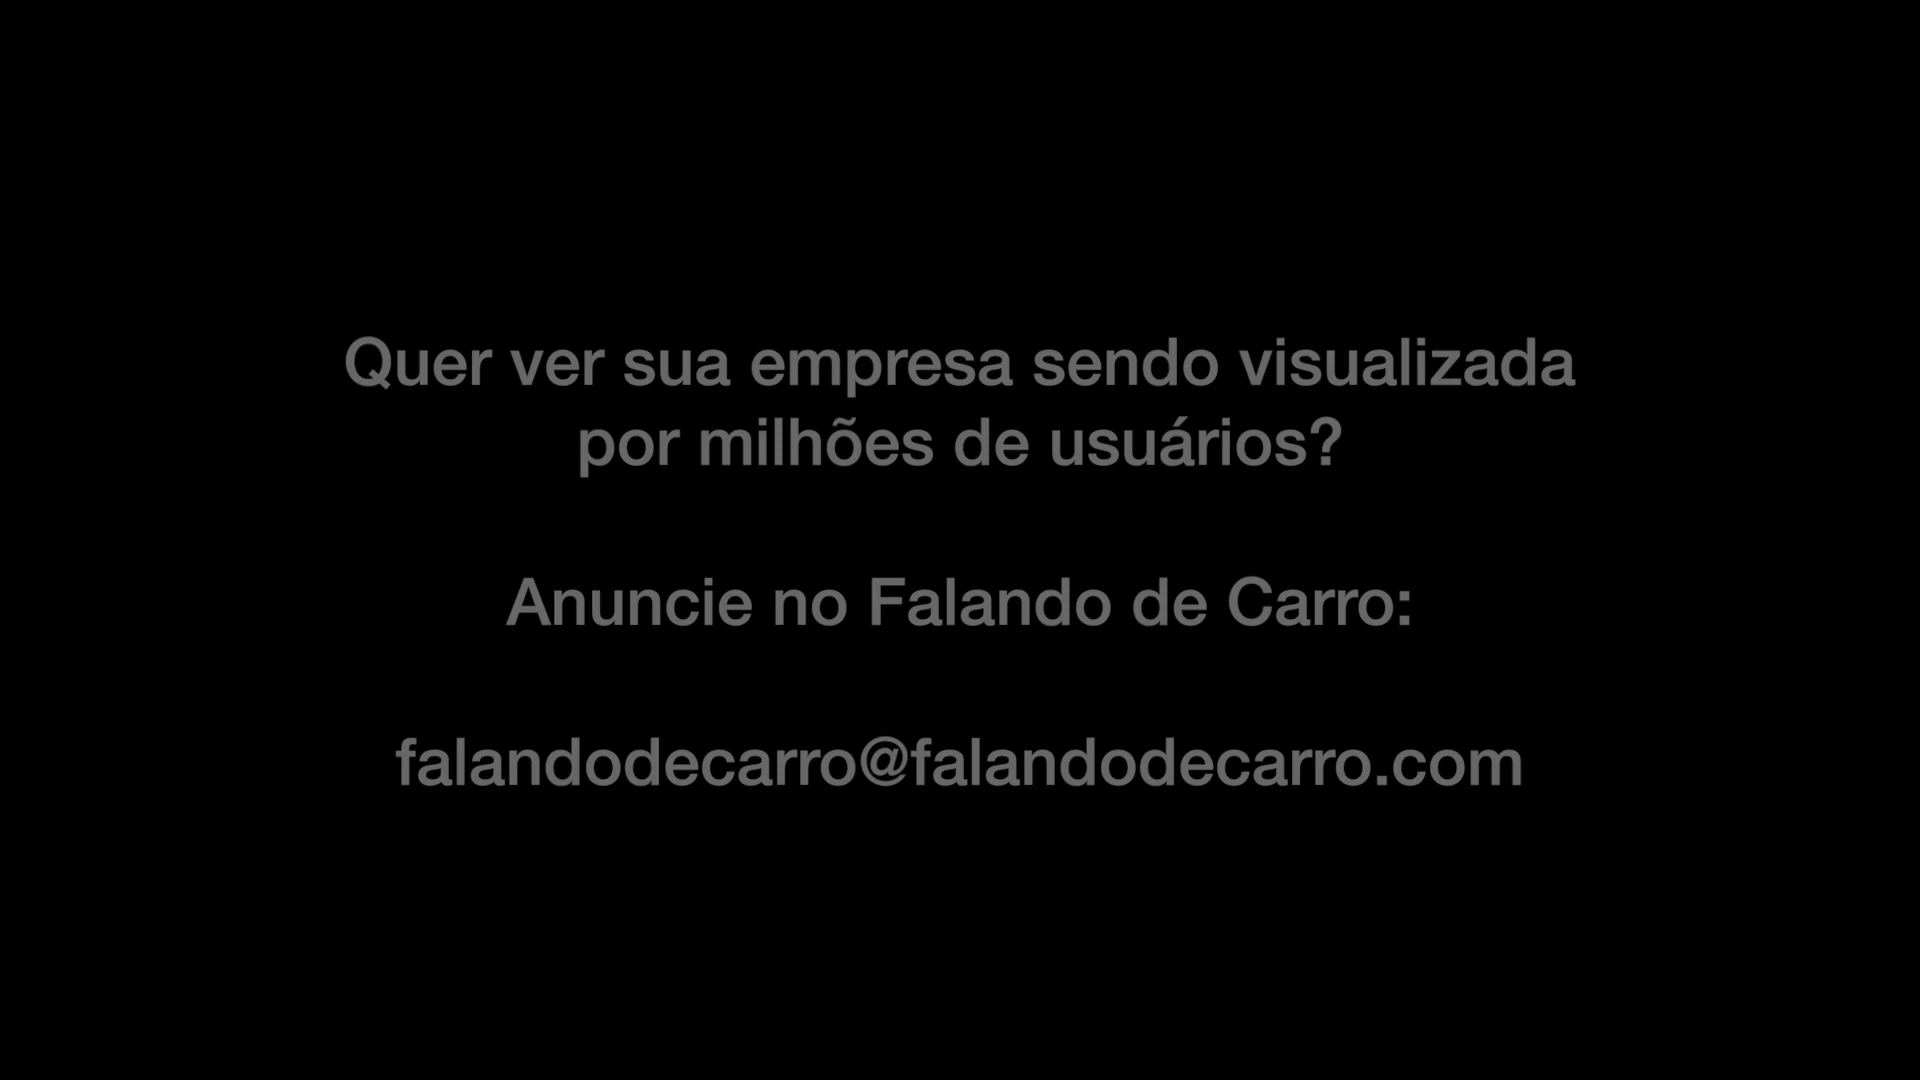 Quer ver sua empresa sendo visualizada
por milhões de usuários?
Anuncie no Falando de Carro:
falandodecarro@falandodecarro.com